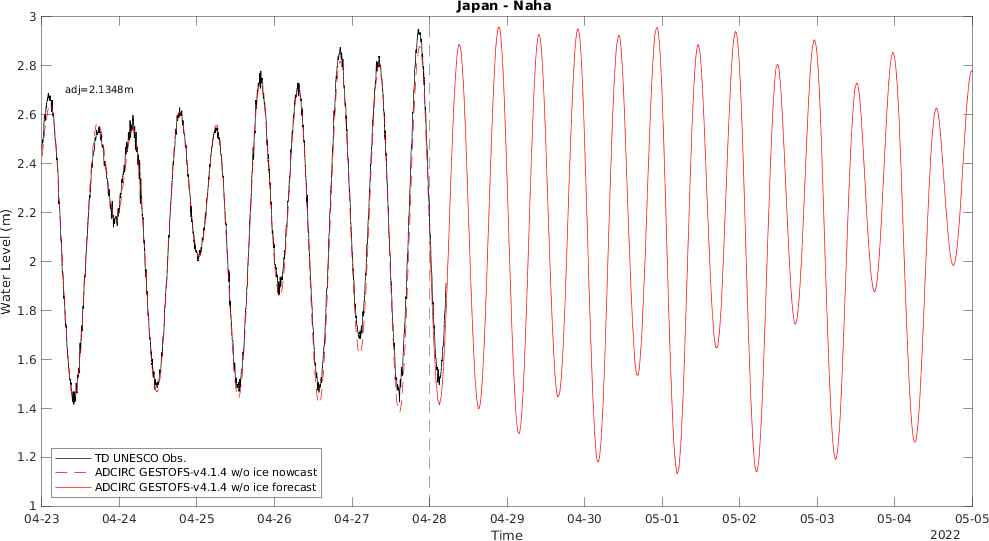 Japan - Naha
3
2.8
2.6
2.4
2.2
2
1.8
1.6
1.4
1.2
1
Water Level (m)
adj=2.1348m
TD UNESCO Obs.
ADCIRC GESTOFS-v4.1.4 w/o ice nowcast
ADCIRC GESTOFS-v4.1.4 w/o ice forecast
04-23 04-24 04-25 04-26 04-27 04-28 04-29 04-30 05-01 05-02 05-03 05-04 05-05
Time
2022